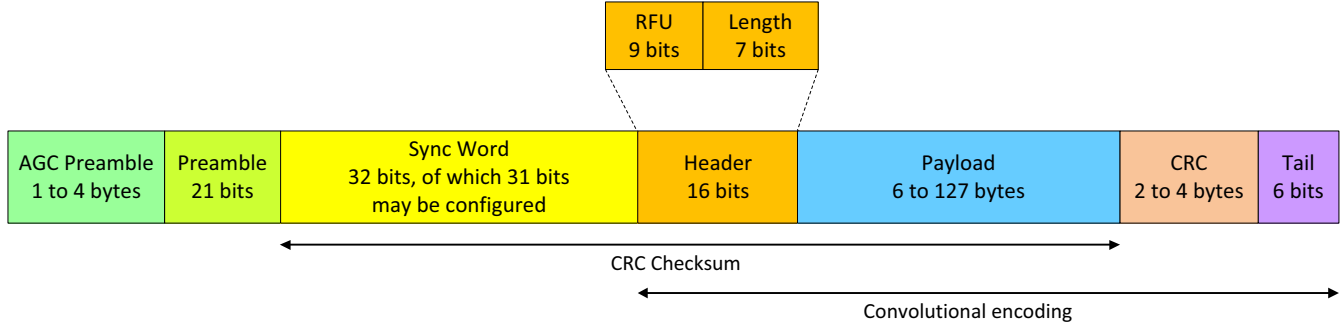 RFU
9 bits
Length
7 bits
AGC Preamble
1 to 4 bytes
Preamble
21 bits
Sync Word
32 bits, of which 31 bits
may be configured
Header
16 bits
Payload
6 to 127 bytes
CRC
2 to 4 bytes
Tail
6 bits
CRC Checksum
Convolutional encoding